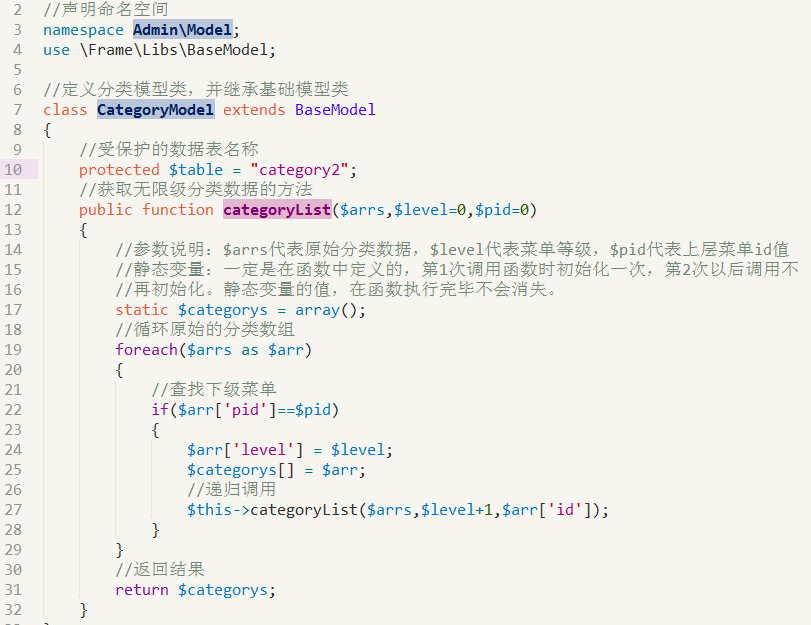 2 //声明命名空间
3 namespace Admin\Model;
4 use \Frame\Libs\BaseModel;
5
6 //定义分类模型类，并继承基础模型类
7 class CategoryModel extends BaseModel
8 {
9 //受保护的数据表名称
10 protected $table = "category2";
11 //获取无限级分类数据的方法
12 public function categoryList($arrs,$level=0,$pid=0)
13 {
14 //参数说明：$arrs代表原始分类数据，$level代表菜单等级，$pid代表上层菜单id值
15 //静态变量：一定是在函数中定义的，第1次调用函数时初始化一次，第2次以后调用不
16 //再初始化。静态变量的值，在函数执行完毕不会消失。
17 static $categorys = array();
18 //循环原始的分类数组
19 foreach($arrs as $arr)
20 {
21 //查找下级菜单
22 if($arr['pid']==$pid)
23 {
24 $arr['level'] = $level;
25 $categorys[] = $arr;
26 //递归调用
27 $this->categoryList($arrs,$level+1,$arr['id']);
28 }
29 }
30 //返回结果
31 return $categorys;
32 }